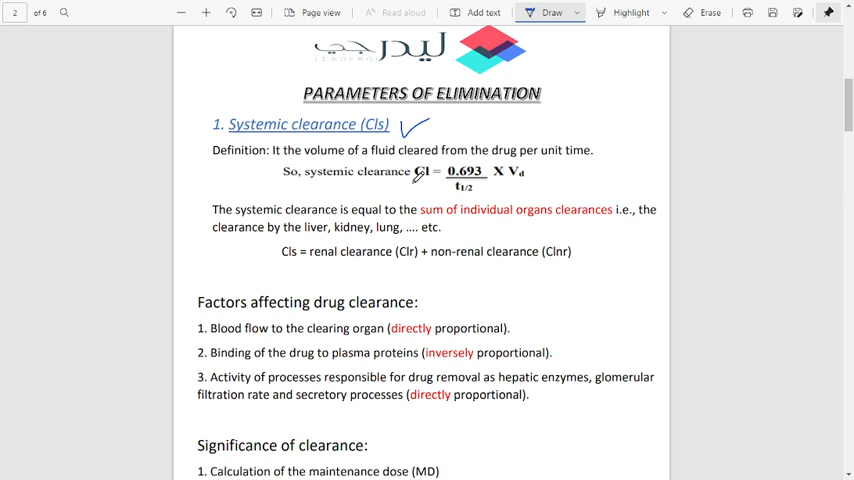 2 of 6 Page view Read aloud Add text Draw Highlight Erase
ليدرجي
PARAMETERS OF ELIMINATION
1. Systemic clearance (Cls)
Definition: It the volume of a fluid cleared from the drug per unit time.
So, systemic clearance Cl = 0.693 X Vd
t1/2
The systemic clearance is equal to the sum of individual organs clearances i.e., the
clearance by the liver, kidney, lung, .... etc.
Cls = renal clearance (Clr) + non-renal clearance (Clnr)
Factors affecting drug clearance:
1. Blood flow to the clearing organ (directly proportional).
2. Binding of the drug to plasma proteins (inversely proportional).
3. Activity of processes responsible for drug removal as hepatic enzymes, glomerular
filtration rate and secretory processes (directly proportional).
Significance of clearance:
1. Calculation of the maintenance dose (MD)